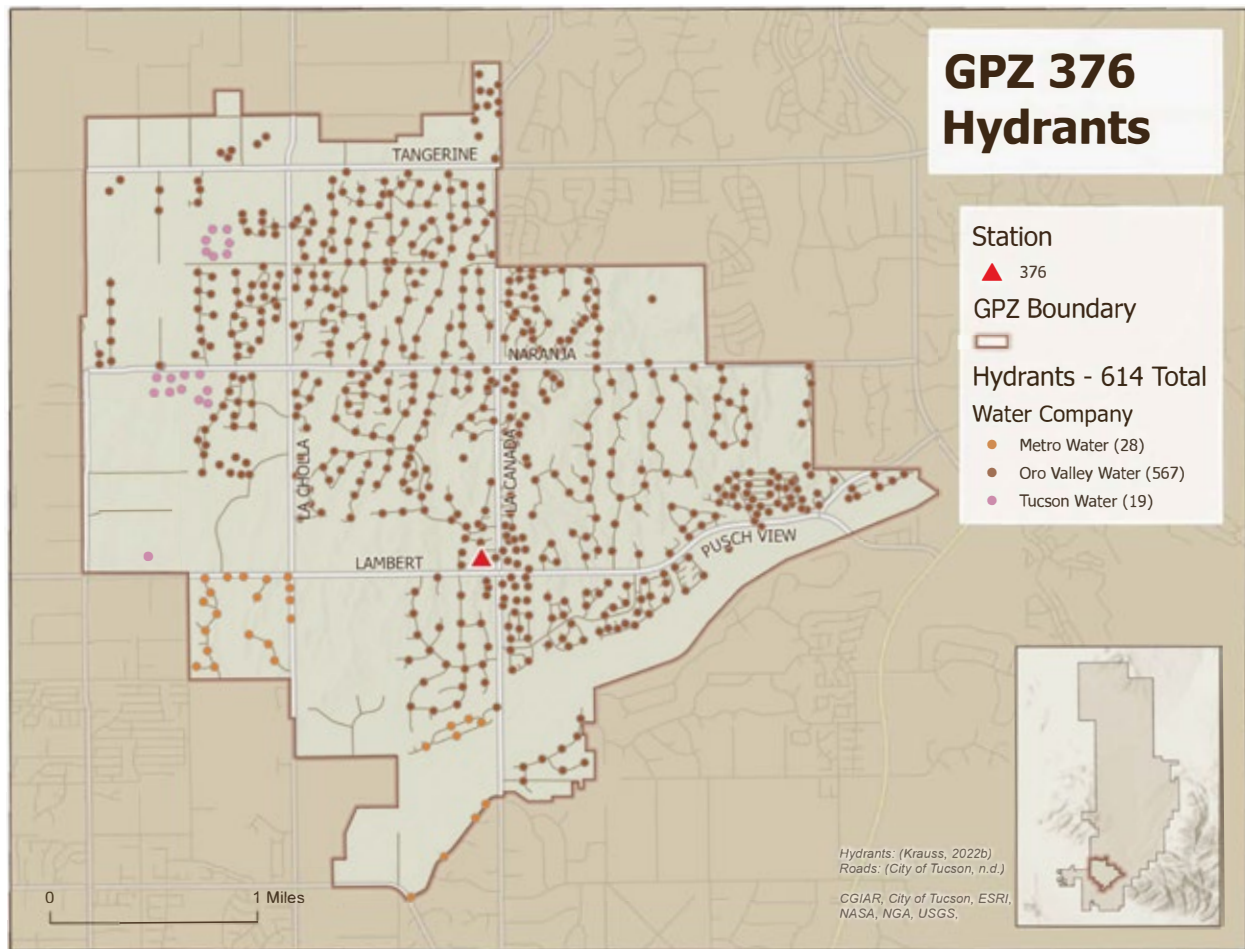 GPZ 376
Hydrants
Station
376
GPZ Boundary
Hydrants - 614 Total
Water Company
Metro Water (28)
Oro Valley Water (567)
Tucson Water (19)
TANGERINE
NARANJA
LA CHOLLA
LA CANADA
LAMBERT
PUSCH VIEW
0
1 Miles
Hydrants: (Krauss, 2022b)
Roads: (City of Tucson, n.d.)
CGIAR, City of Tucson, ESRI,
NASA, NGA, USGS,